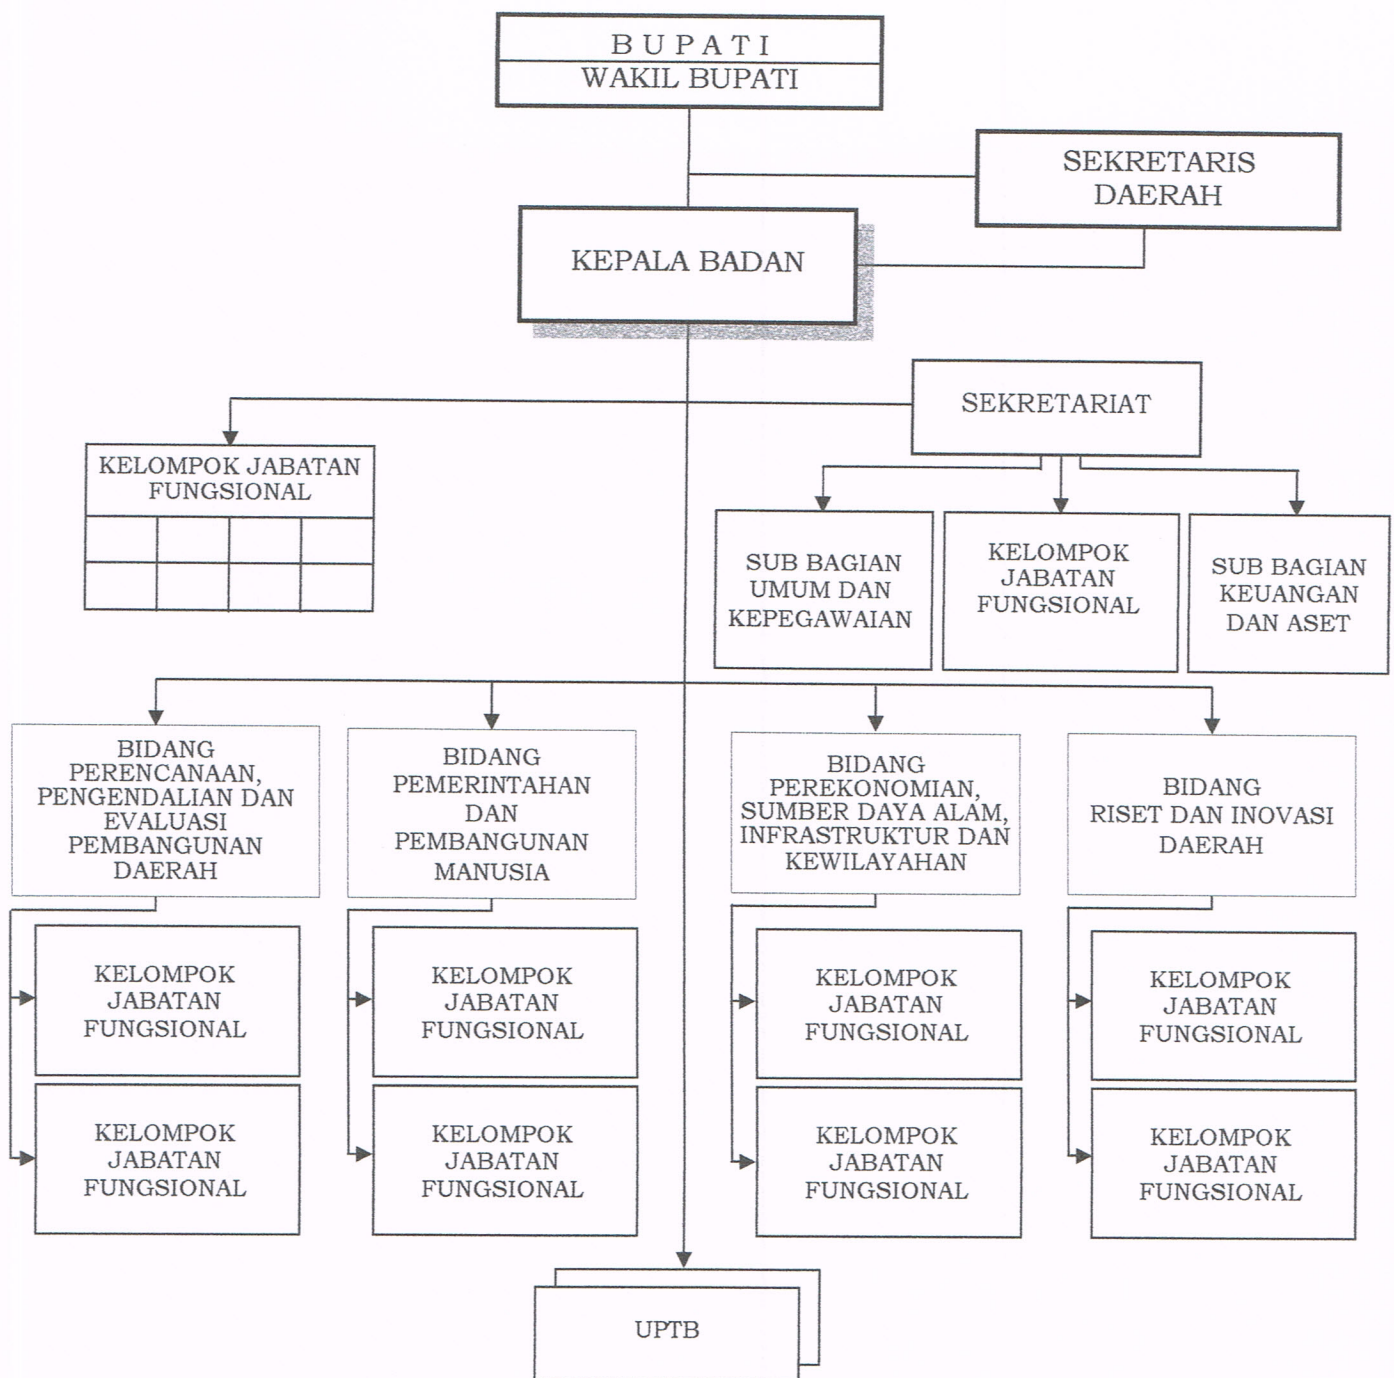 B U P A T I
WAKIL BUPATI
SEKRETARIS
DAERAH
KEPALA BADAN
SEKRETARIAT
KELOMPOK JABATAN
FUNGSIONAL
SUB BAGIAN
UMUM DAN
KEPEGAWAIAN
KELOMPOK
JABATAN
FUNGSIONAL
SUB BAGIAN
KEUANGAN
DAN ASET
BIDANG
PERENCANAAN,
PENGENDALIAN DAN
EVALUASI
PEMBANGUNAN
DAERAH
BIDANG
PEMERINTAHAN
DAN
PEMBANGUNAN
MANUSIA
BIDANG
PEREKONOMIAN,
SUMBER DAYA ALAM,
INFRASTRUKTUR DAN
KEWILAYAHAN
BIDANG
RISET DAN INOVASI
DAERAH
KELOMPOK
JABATAN
FUNGSIONAL
KELOMPOK
JABATAN
FUNGSIONAL
KELOMPOK
JABATAN
FUNGSIONAL
KELOMPOK
JABATAN
FUNGSIONAL
KELOMPOK
JABATAN
FUNGSIONAL
KELOMPOK
JABATAN
FUNGSIONAL
KELOMPOK
JABATAN
FUNGSIONAL
KELOMPOK
JABATAN
FUNGSIONAL
UPTB